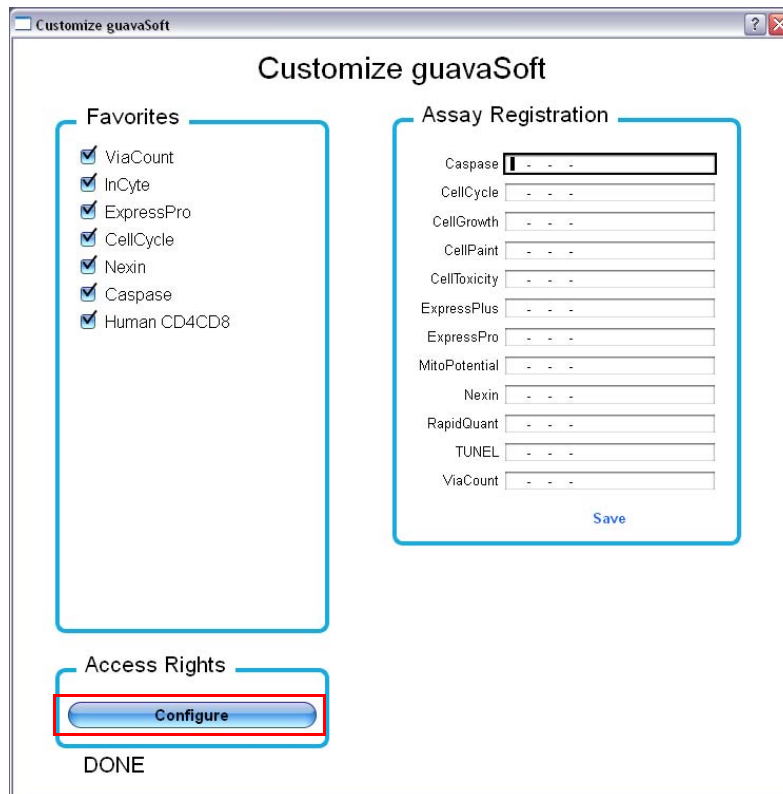 Customize guavaSoft
Customize guavaSoft
Favorites
ViaCount
InCyte
ExpressPro
CellCycle
Nexin
Caspase
Human CD4CD8
Assay Registration
Caspase - - -
CellCycle - - -
CellGrowth - - -
CellPaint - - -
CellToxicity - - -
ExpressPlus - - -
ExpressPro - - -
MitoPotential - - -
Nexin - - -
RapidQuant - - -
TUNEL - - -
ViaCount - - -
Save
Access Rights
Configure
DONE